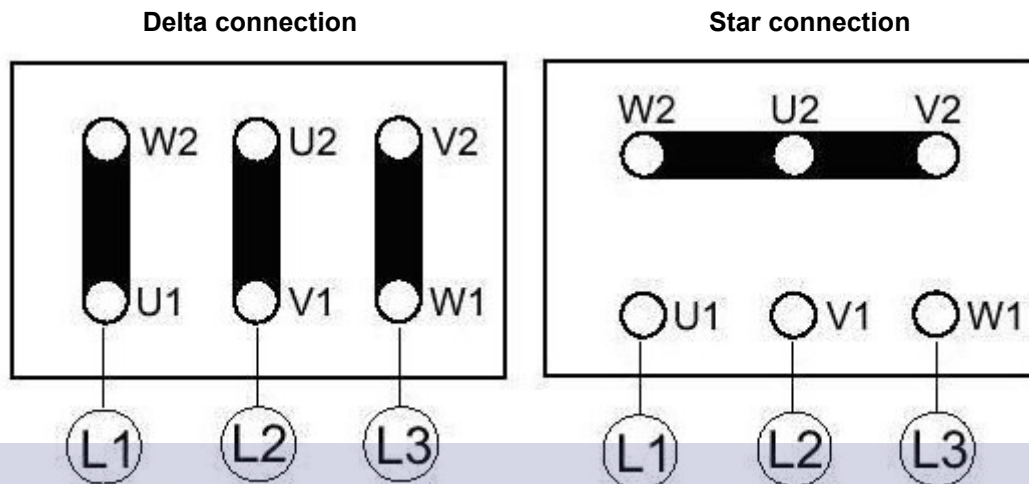 Delta connection
W2 U2 V2
U1 V1 W1
L1 L2 L3
Star connection
W2 U2 V2
U1 V1 W1
L1 L2 L3